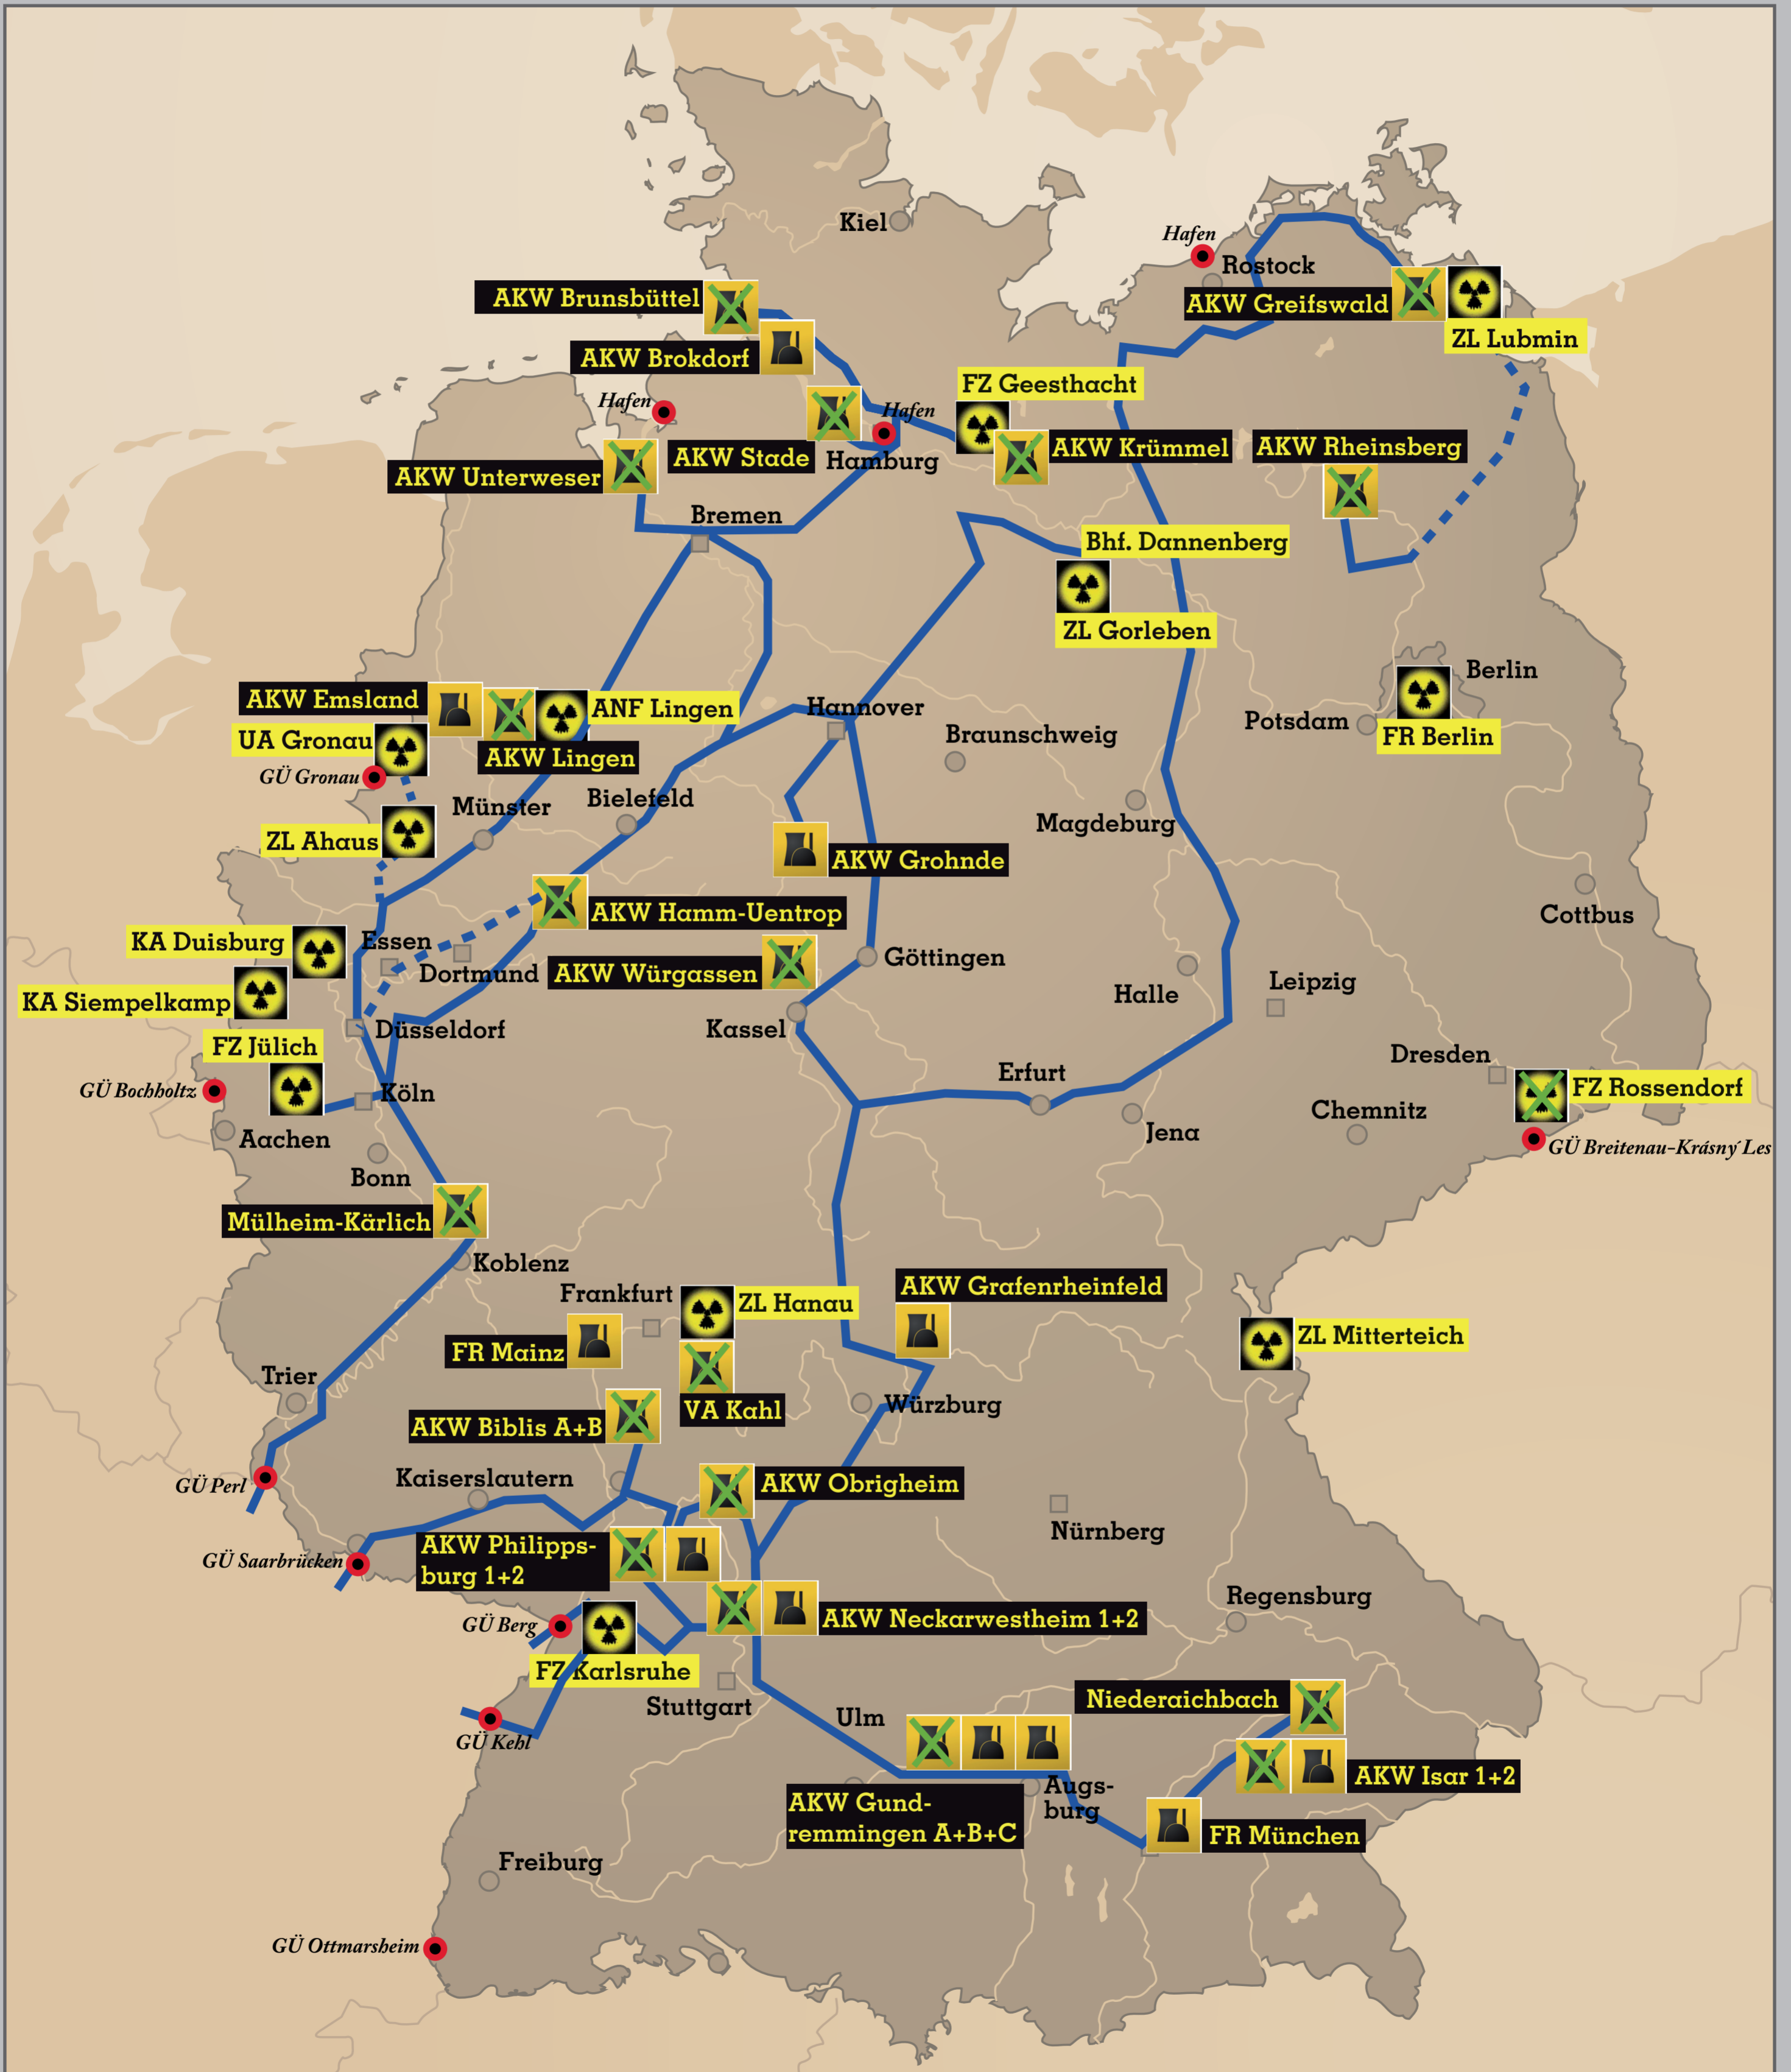 Kiel
Hafen
Rostock
AKW Brunsbüttel
AKW Greifswald
ZL Lubmin
AKW Brokdorf
FZ Geesthacht
Hafen
Hafen
AKW Stade
Hamburg
AKW Krümmel
AKW Rheinsberg
AKW Unterweser
Bremen
Bhf. Dannenberg
ZL Gorleben
Berlin
AKW Emsland
ANF Lingen
Hannover
Potsdam
FR Berlin
UA Gronau
AKW Lingen
Braunschweig
GÜ Gronau
Münster
Bielefeld
Magdeburg
ZL Ahaus
AKW Grohnde
AKW Hamm-Uentrop
Cottbus
KA Duisburg
Essen
Dortmund
AKW Würgassen
Göttingen
Leipzig
Halle
KA Siempelkamp
Düsseldorf
Kassel
FZ Jülich
Dresden
Erfurt
FZ Rossendorf
GÜ Bochholtz
Köln
Chemnitz
Aachen
Jena
GÜ Breitenau-Krásný Les
Bonn
Mülheim-Kärlich
Koblenz
Frankfurt
ZL Hanau
AKW Grafenrheinfeld
ZL Mitterteich
FR Mainz
Trier
VA Kahl
Würzburg
AKW Biblis A+B
GÜ Perl
Kaiserslautern
AKW Obrigheim
Nürnberg
AKW Philipps-
burg 1+2
GÜ Saarbrücken
Regensburg
GÜ Berg
AKW Neckarwestheim 1+2
FZ Karlsruhe
Stuttgart
Niederaichbach
Ulm
GÜ Kehl
AKW Isar 1+2
Augs-
burg
AKW Gund-
remmingen A+B+C
FR München
Freiburg
GÜ Ottmarsheim